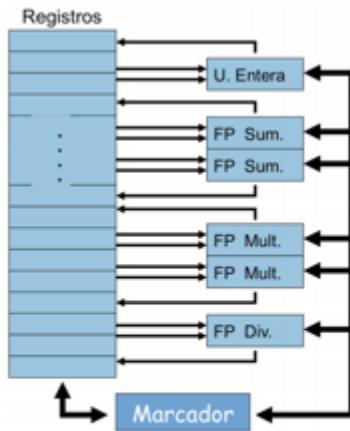 Registros
U. Entera
FP Sum.
FP Sum.
FP Mult.
FP Mult.
FP Div.
Marcador